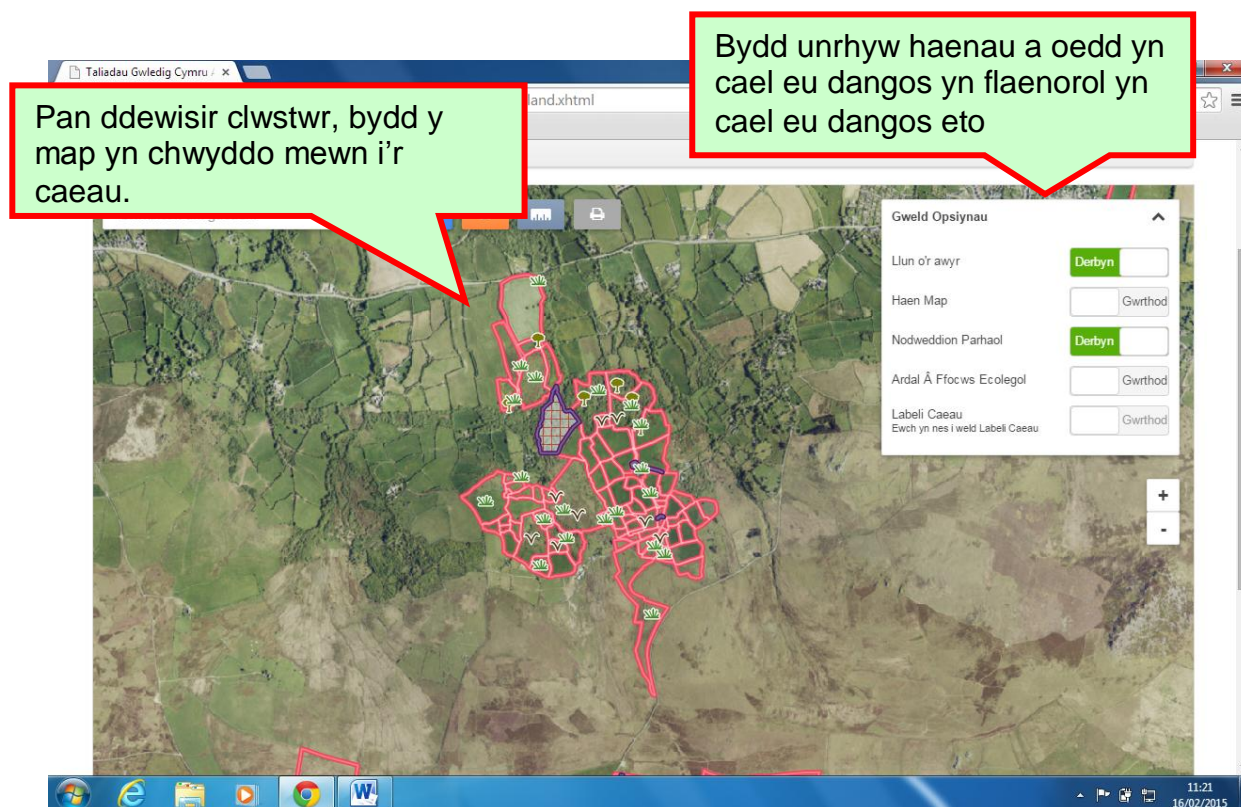 Bydd unrhyw haenau a oedd yn
cael eu dangos yn flaenorol yn
cael eu dangos eto
Taliadau Gwledig Cymru
Pan ddewisir clwstwr, bydd y
map yn chwyddo mewn i'r
caeau.
land.xhtml
Gweld Opsiynau
Llun o'r awyr Derbyn
Haen Map Gwrthod
Nodweddion Parhaol Derbyn
Ardal Â Ffocws Ecolegol Gwrthod
Labeli Caeau Gwrthod
Ewch yn nes i weld Labeli Caeau
+
-
11:21
16/02/2015